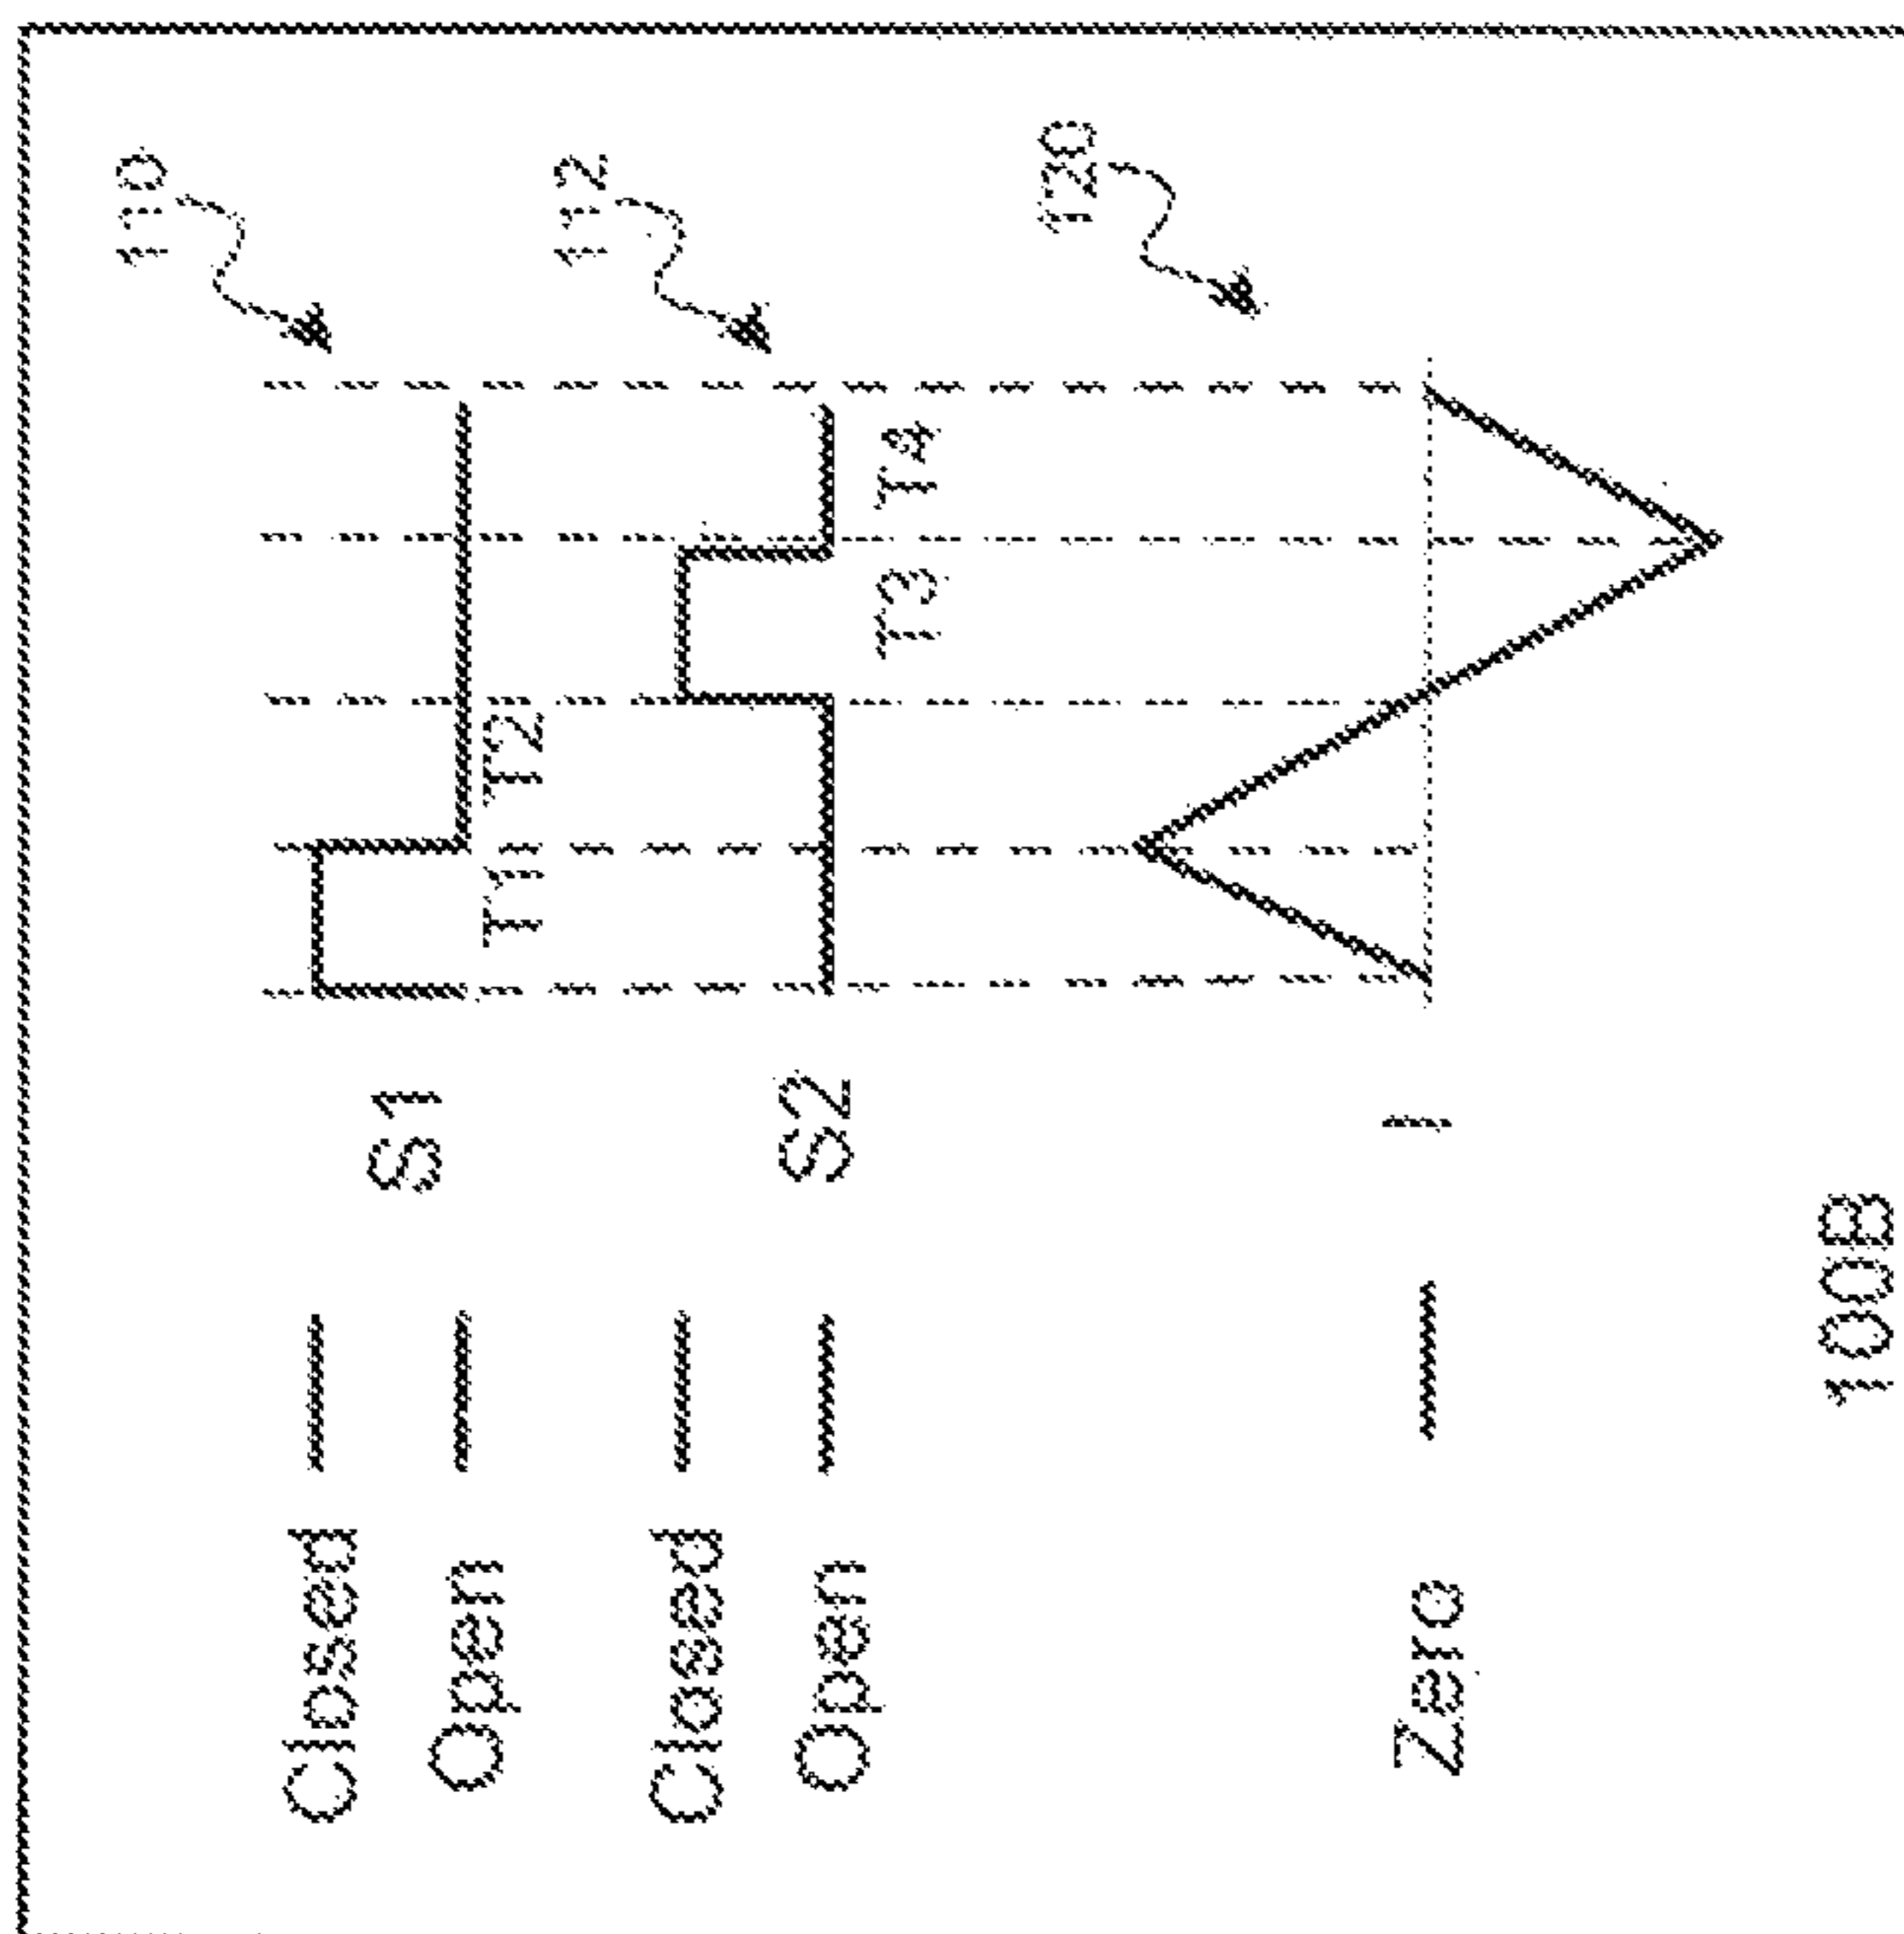 110
Closed
S1
Open
T1 T2
112
Closed
S2
Open
T3 T4
120
Zero
I
100B